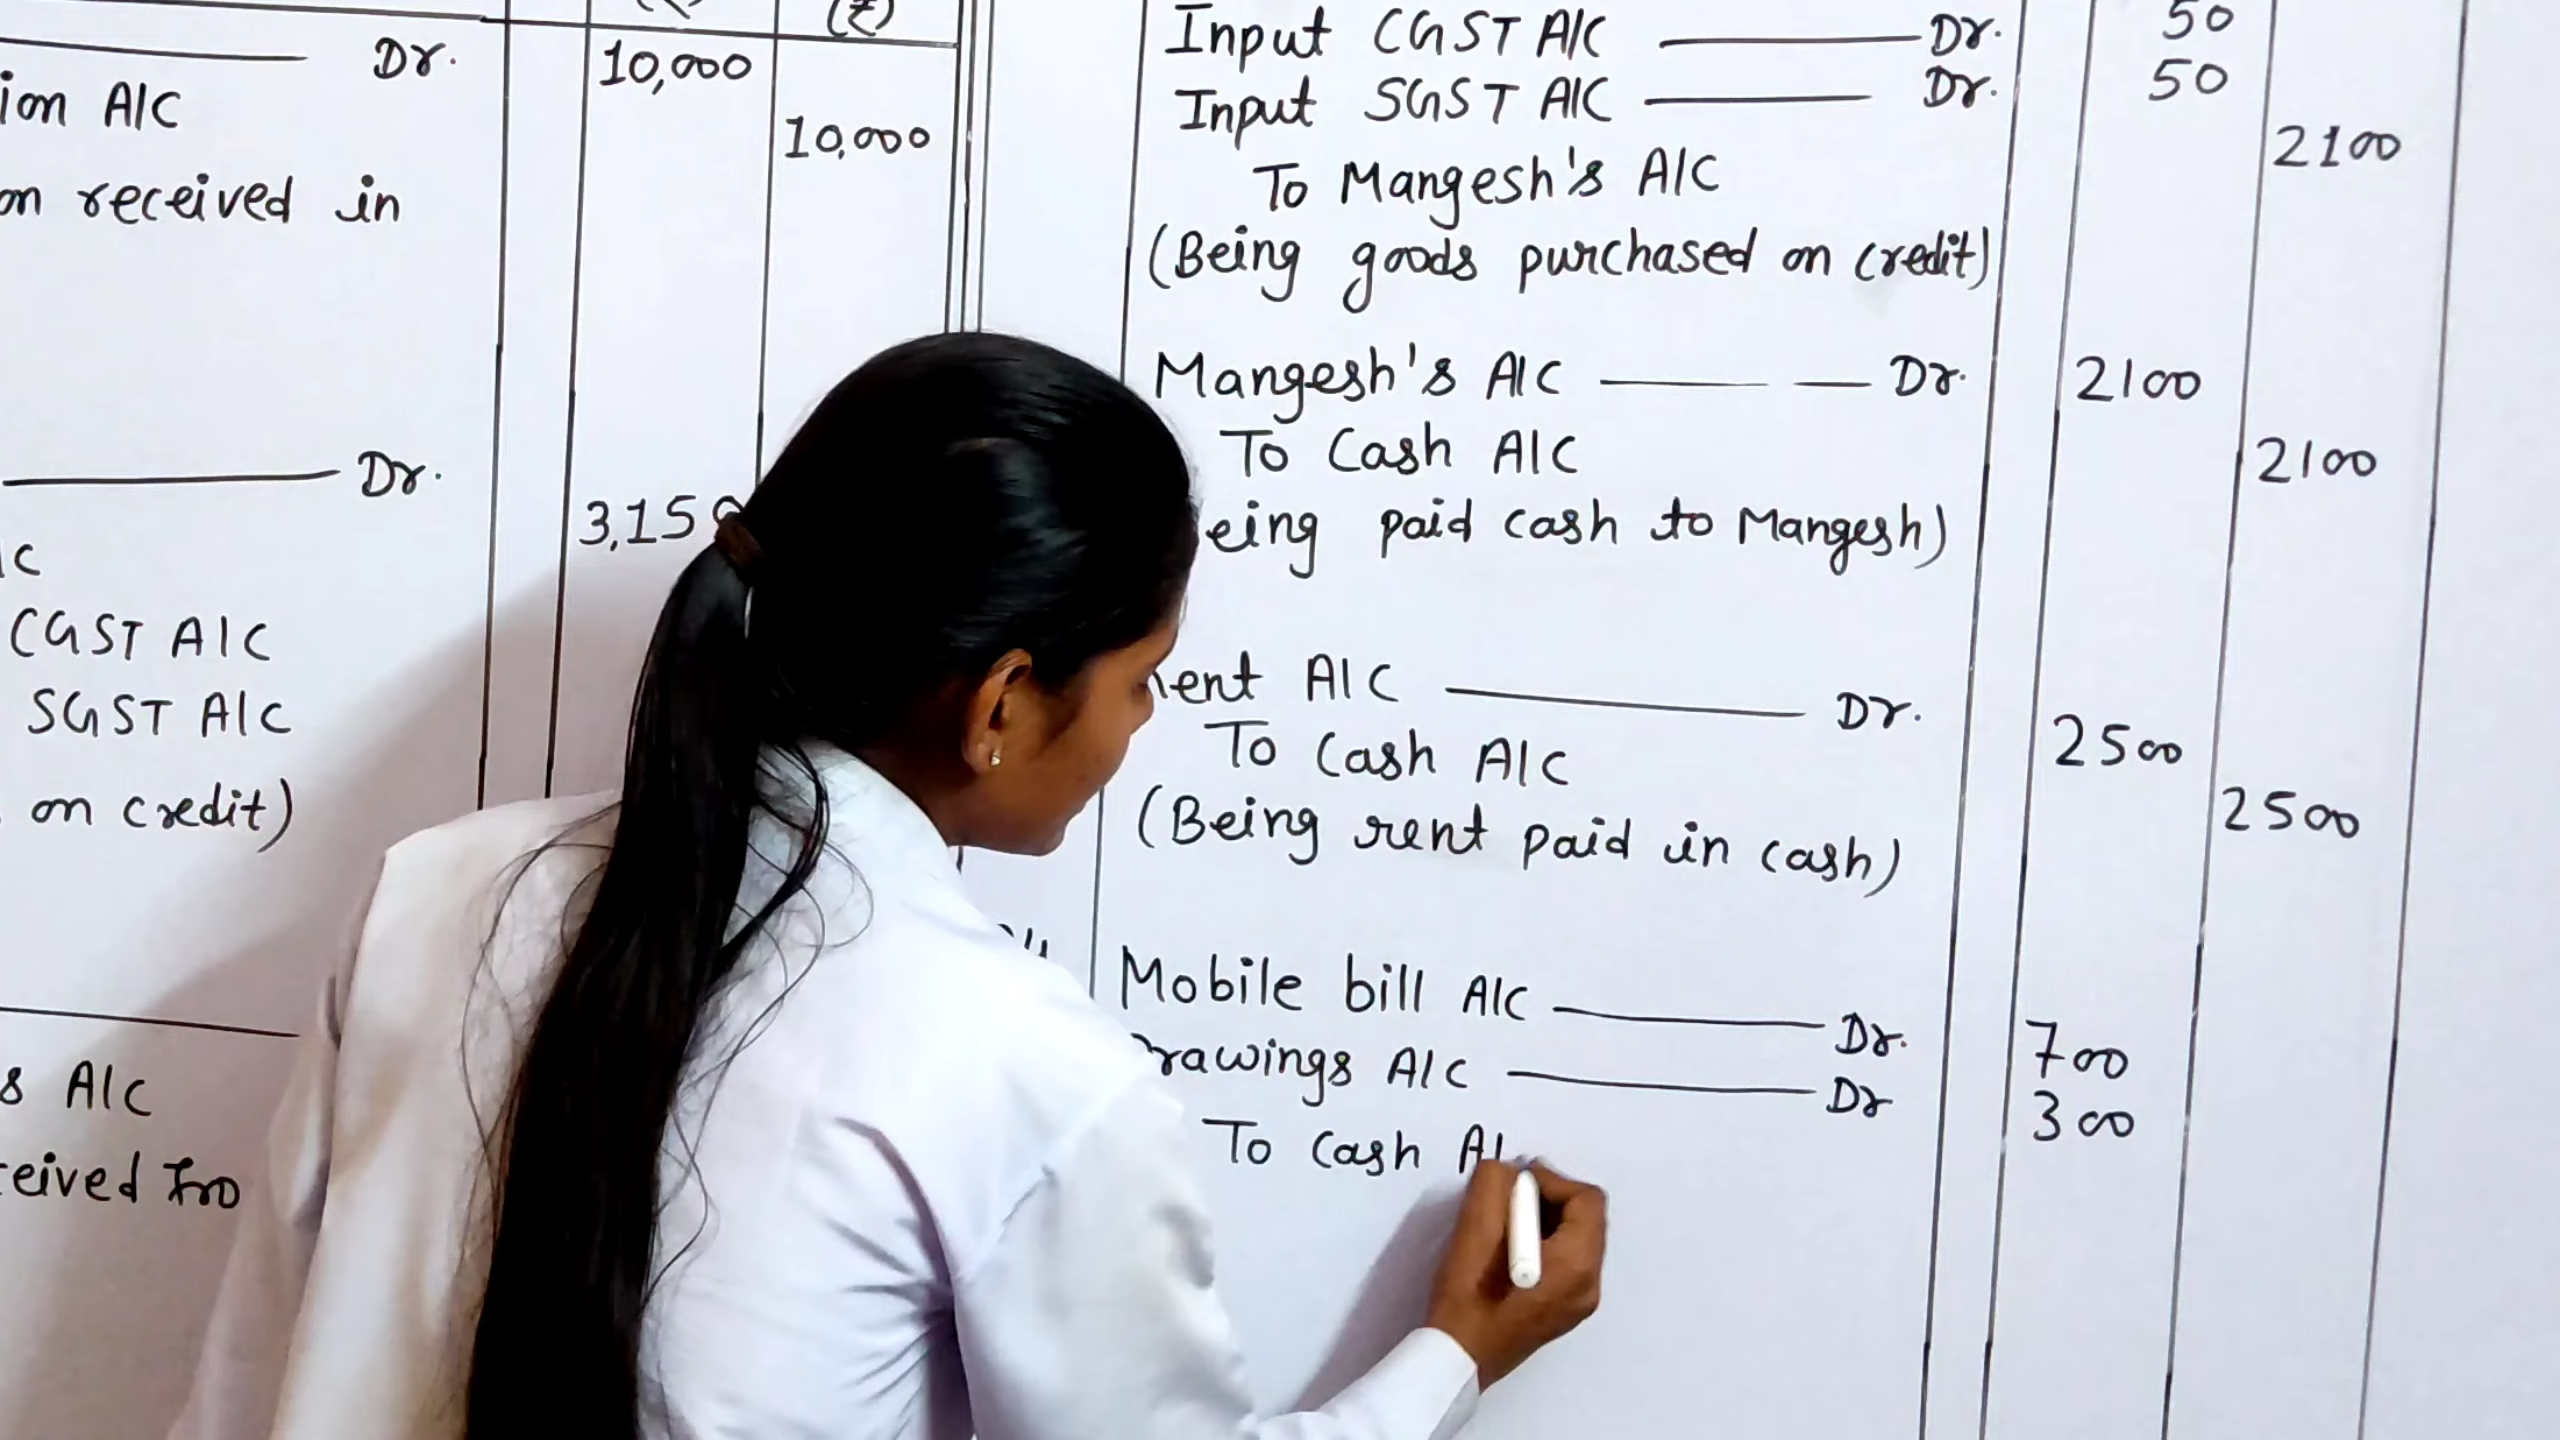 (₹)
Dr. 10,000
ion A/C
10,000
on received in
Dr.
3,15
C
CGST A/C
SGST A/C
on credit)
s A/C
eived fro
Input CGST A/C Dr. 50
Input SGST A/C Dr. 50
To Mangesh's A/C 2100
(Being goods purchased on credit)
Mangesh's A/C Dr. 2100
To Cash A/C 2100
eing paid cash to Mangesh)
ent A/C Dr. 2500
To Cash A/C 2500
(Being rent paid in cash)
Mobile bill A/C Dr. 700
rawings A/C Dr 300
To Cash A/